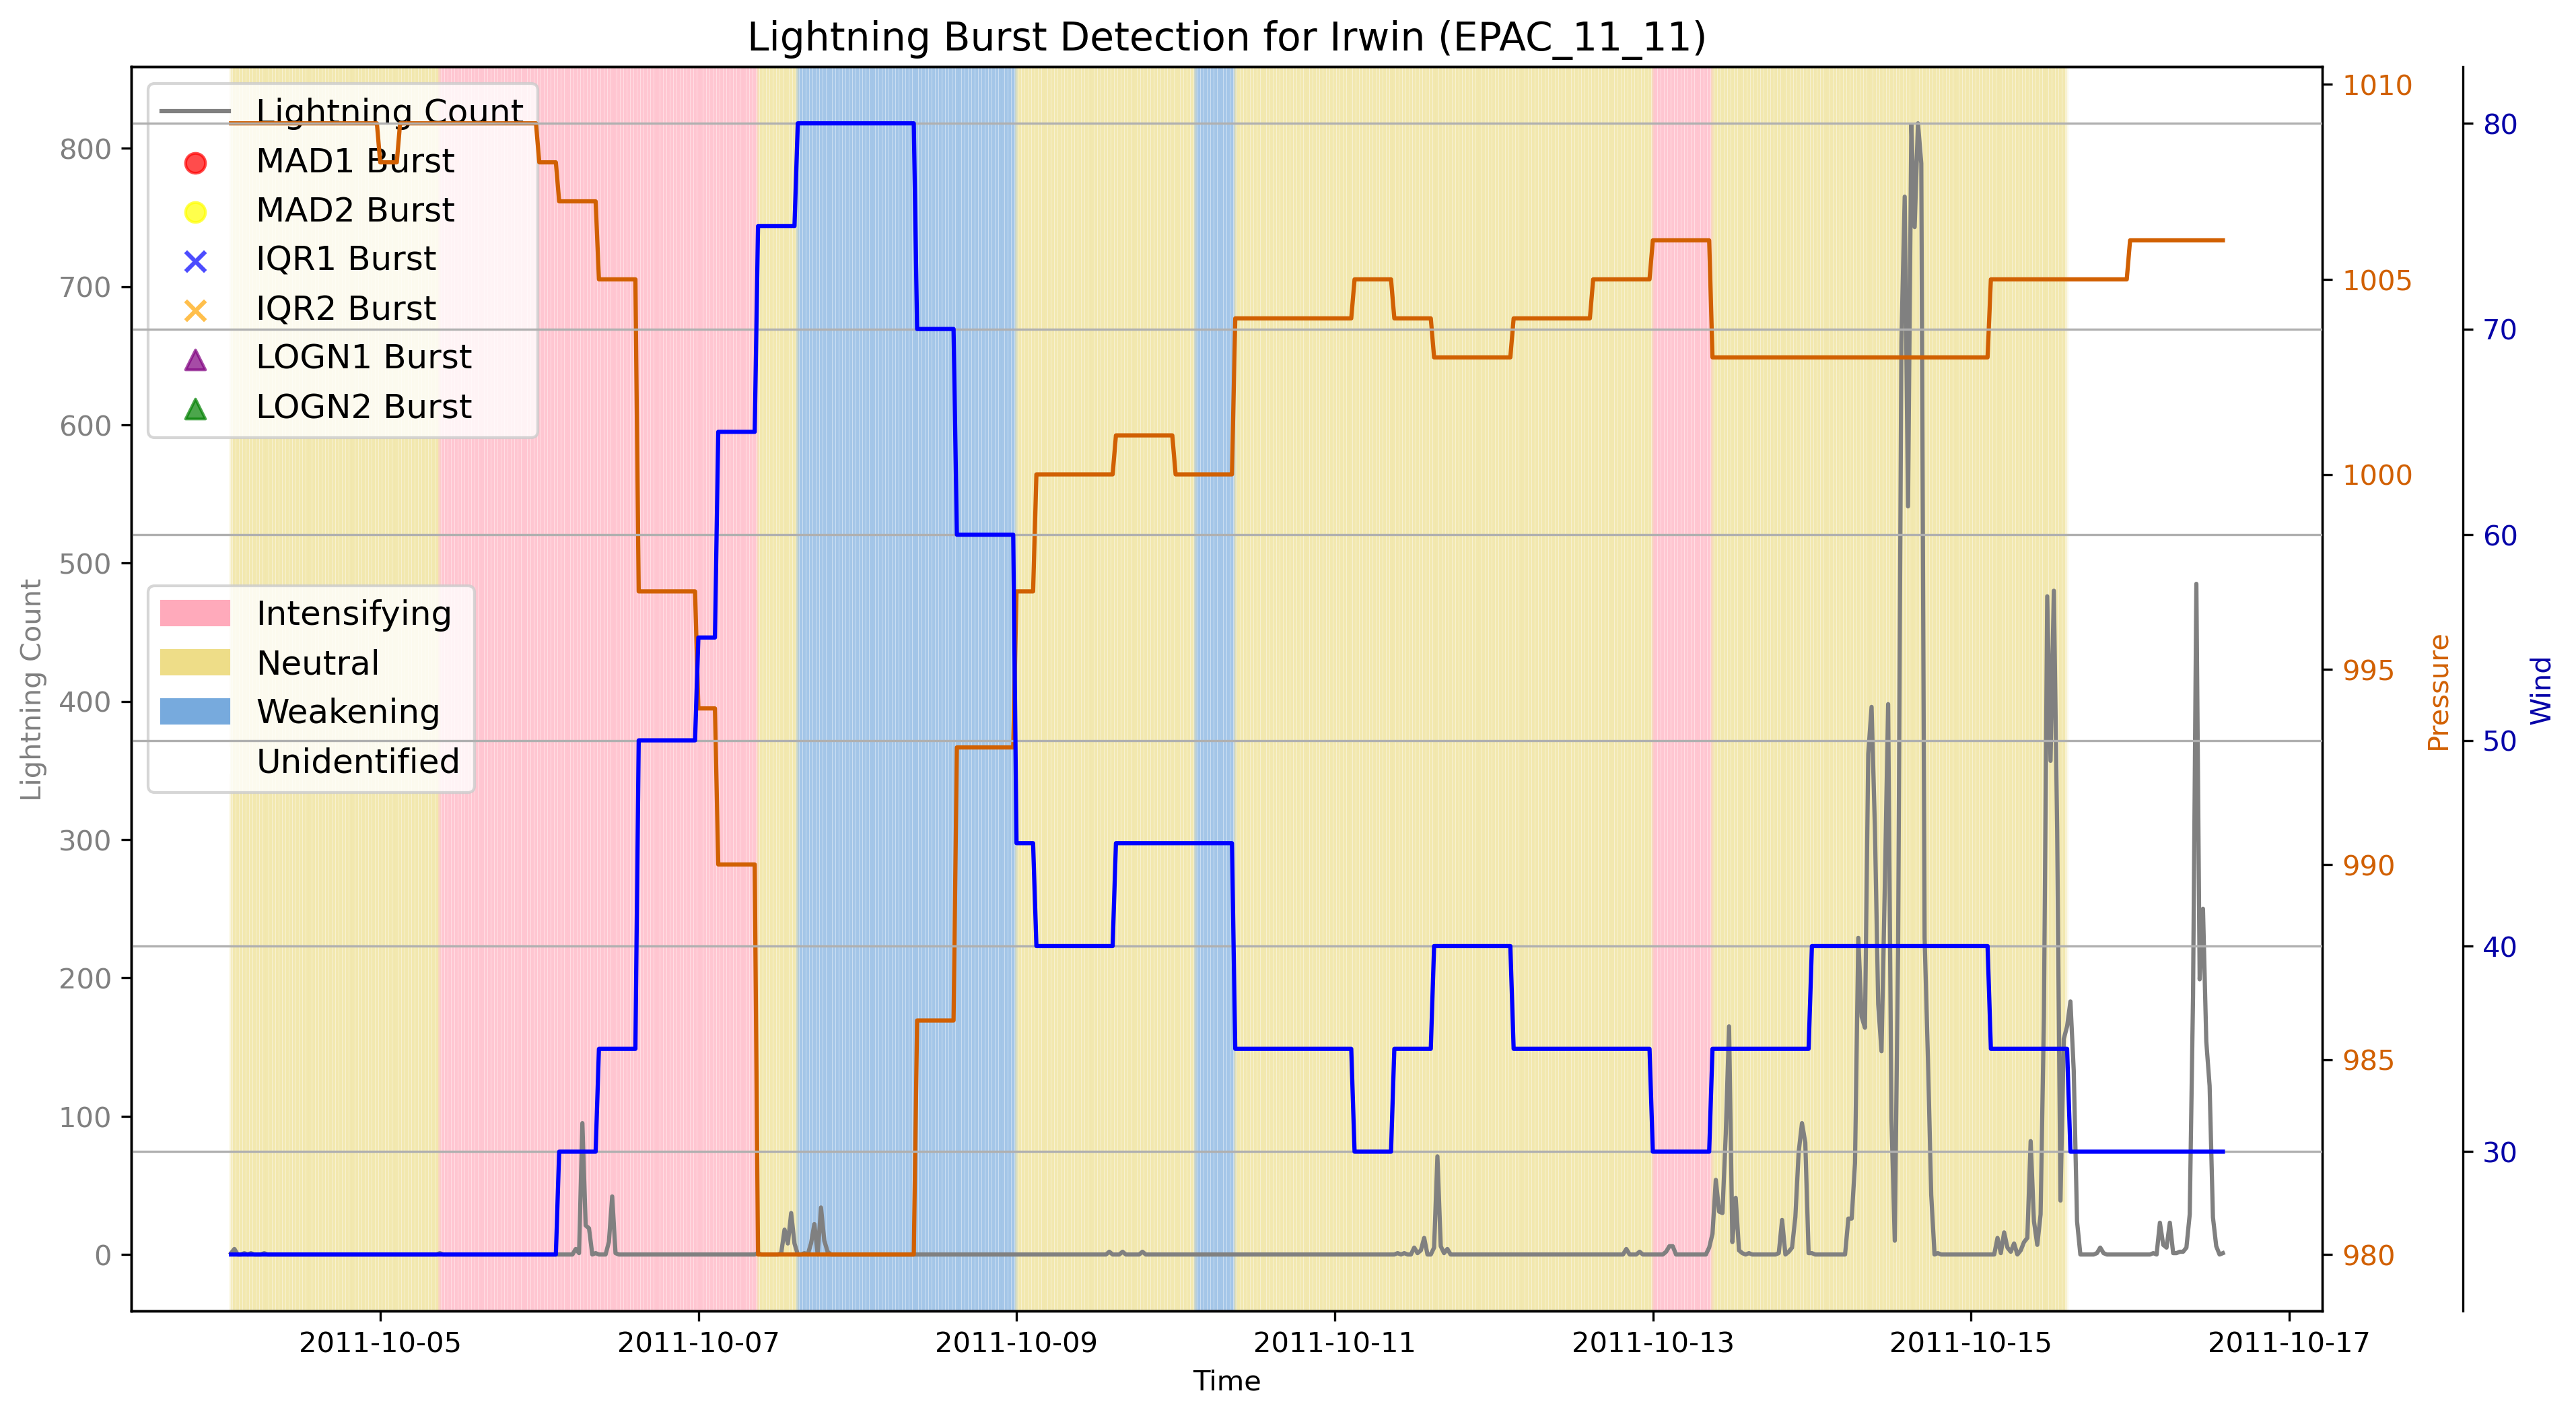 Lightning Burst Detection for Irwin (EPAC_11_11)
Lightning Count
MAD1 Burst
MAD2 Burst
IQR1 Burst
IQR2 Burst
LOGN1 Burst
LOGN2 Burst
Intensifying
Neutral
Weakening
Unidentified
Lightning Count
800
700
600
500
400
300
200
100
0
1010
1005
1000
995
990
985
980
Pressure
80
70
60
50
40
30
Wind
2011-10-05 2011-10-07 2011-10-09 2011-10-11 2011-10-13 2011-10-15 2011-10-17
Time